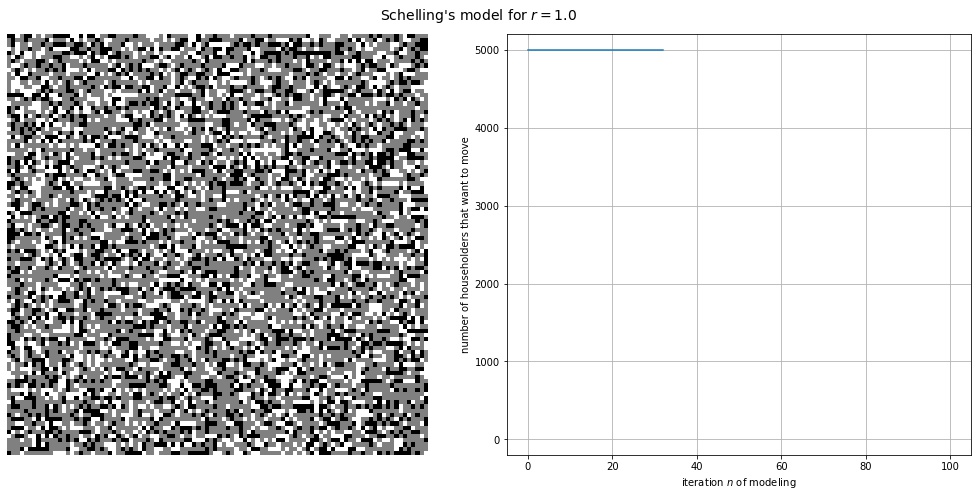 Schelling's model for r = 1.0
5000
4000
3000
2000
1000
0
number of householders that want to move
0 20 40 60 80 100
iteration n of modeling